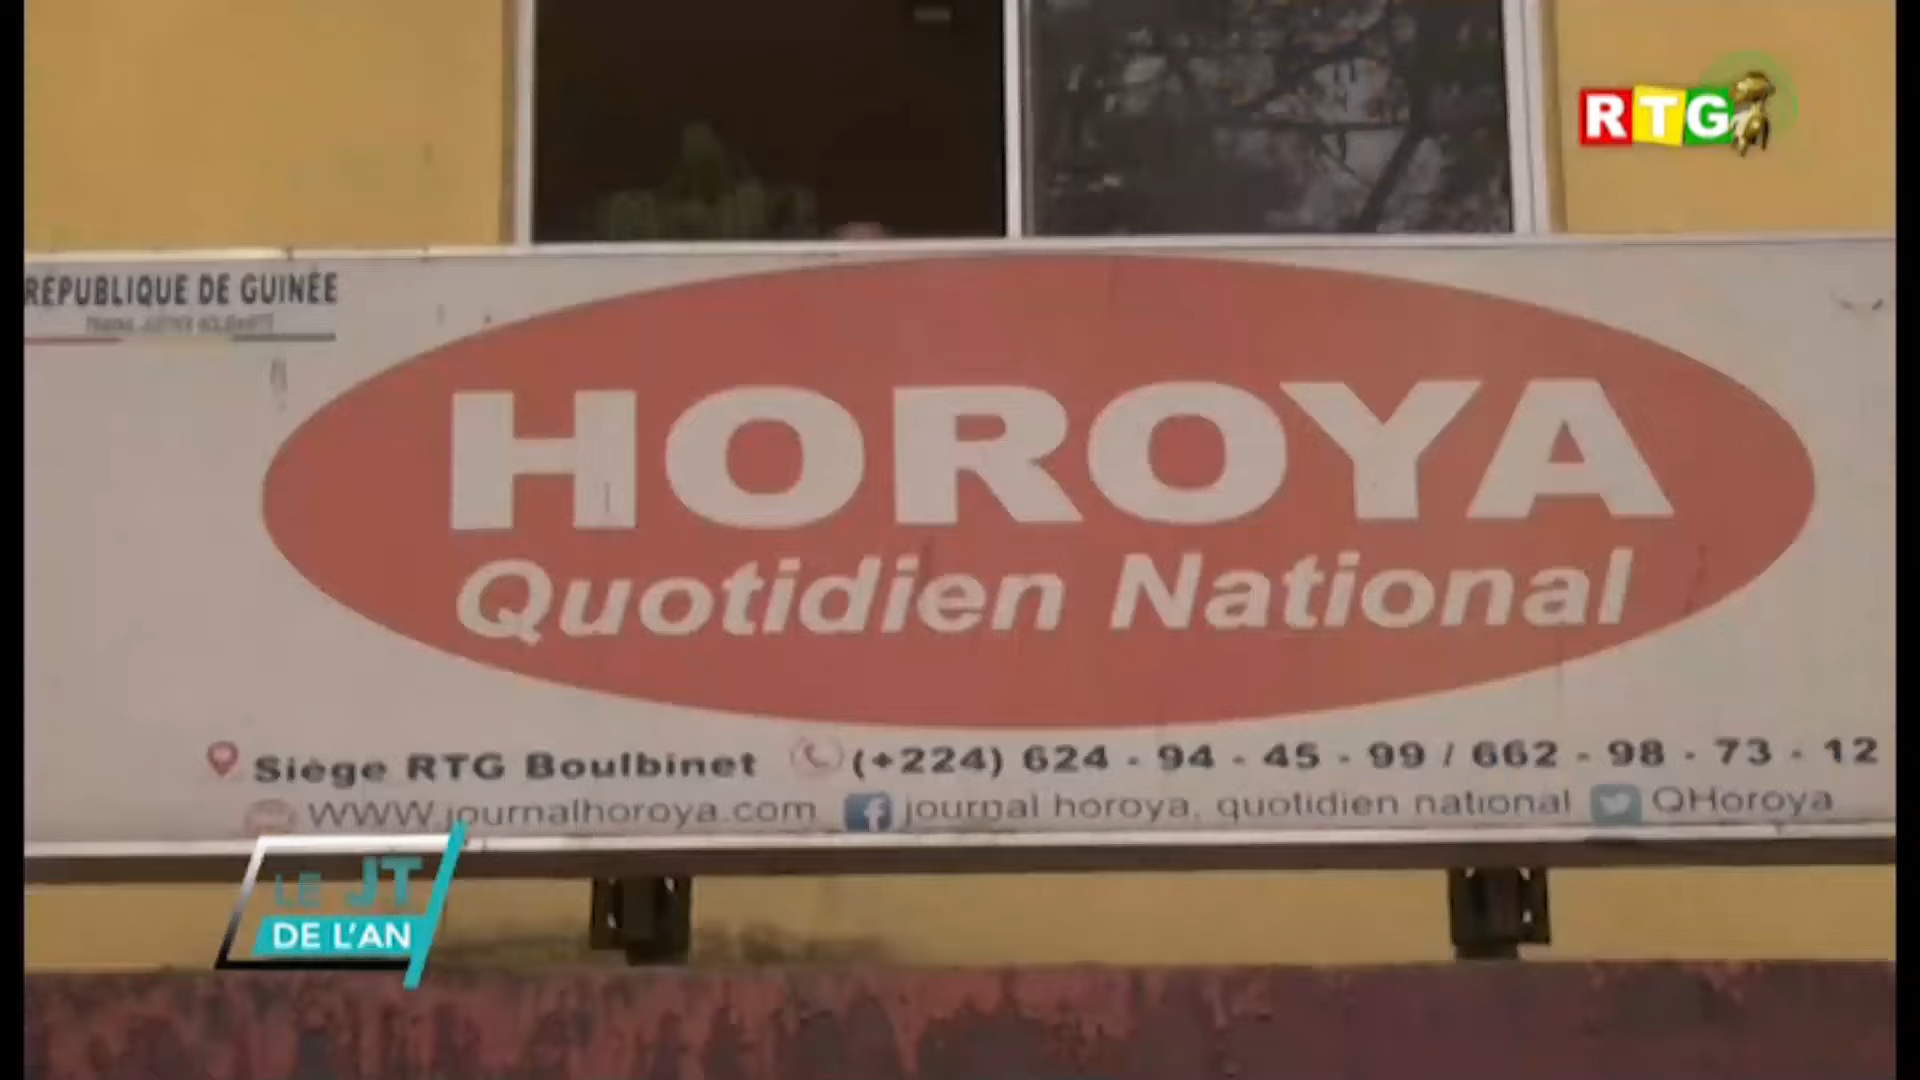 RTG
RÉPUBLIQUE DE GUINÉE
HOROYA
Quotidien National
Siège RTG Boulbinet (+224) 624 - 94 - 45 - 99 / 662 - 98 - 73 - 12
WWW.journalhoroya.com journal horoya, quotidien national QHoroya
LE JT
DE L'AN